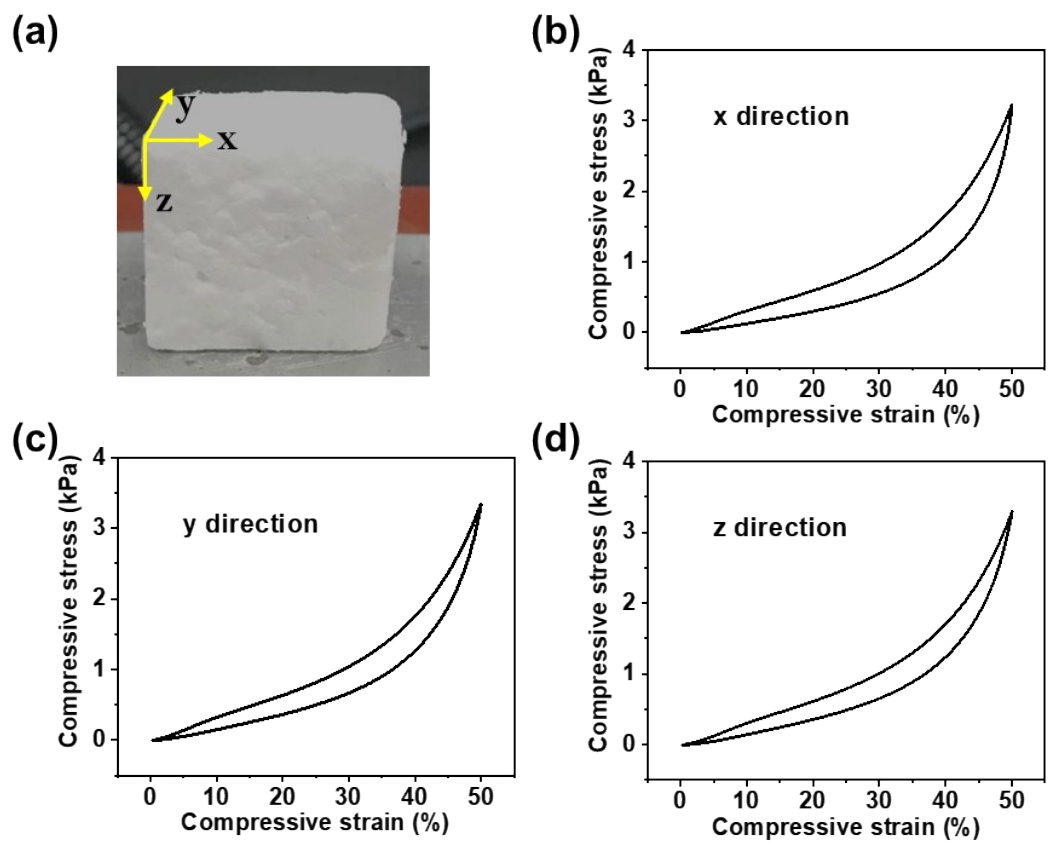 (a)
y
x
z
(b)
Compressive stress (kPa)
4
3
2
1
0
x direction
0 10 20 30 40 50
Compressive strain (%)
(c)
Compressive stress (kPa)
4
3
2
1
0
y direction
0 10 20 30 40 50
Compressive strain (%)
(d)
Compressive stress (kPa)
4
3
2
1
0
z direction
0 10 20 30 40 50
Compressive strain (%)